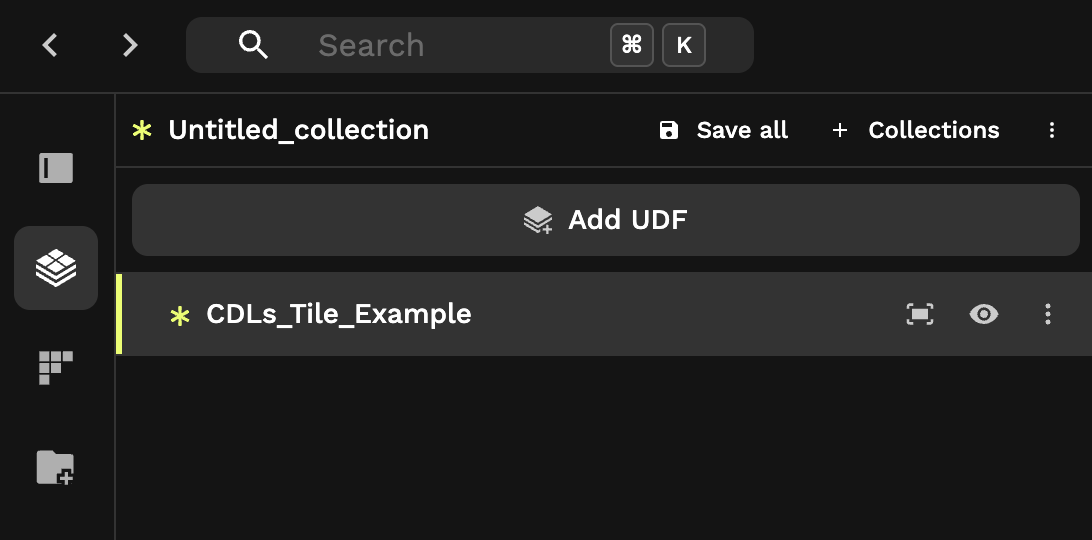 Search ⌘ K
* Untitled_collection Save all + Collections
Add UDF
* CDLs_Tile_Example